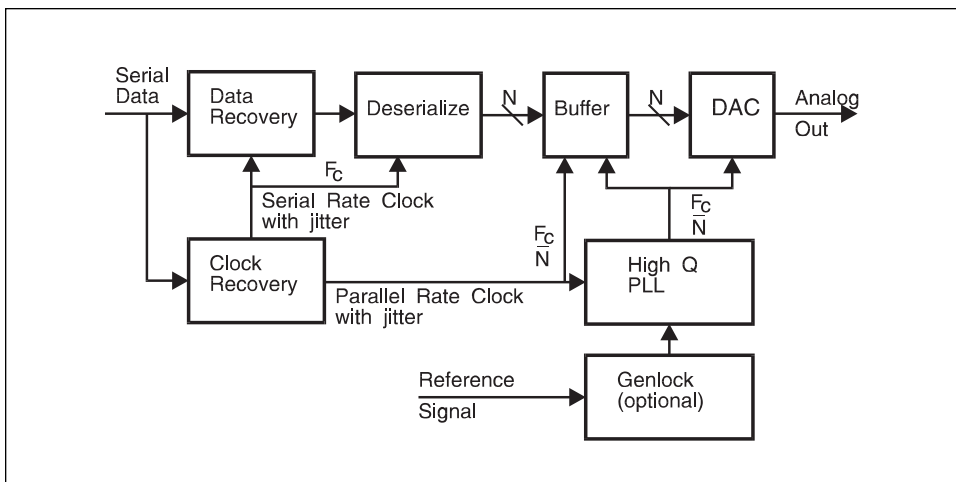 Serial
Data
Data
Recovery
Deserialize
N
Buffer
N
DAC
Analog
Out
Fc
Serial Rate Clock
with jitter
Fc
N
Fc
N
Clock
Recovery
Parallel Rate Clock
with jitter
High Q
PLL
Reference
Signal
Genlock
(optional)